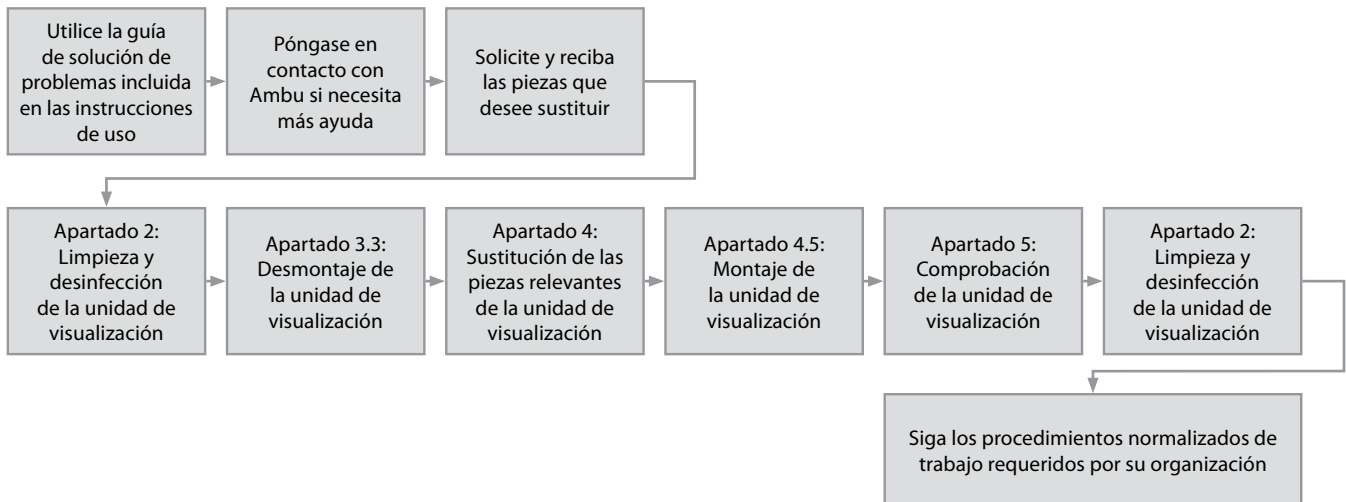 Utilice la guía
de solución de
problemas incluida
en las instrucciones
de uso
Póngase en
contacto con
Ambu si necesita
más ayuda
Solicite y reciba
las piezas que
desee sustituir
Apartado 2:
Limpieza y
desinfección
de la unidad de
visualización
Apartado 3.3:
Desmontaje de
la unidad de
visualización
Apartado 4:
Sustitución de las
piezas relevantes
de la unidad de
visualización
Apartado 4.5:
Montaje de
la unidad de
visualización
Apartado 5:
Comprobación
de la unidad de
visualización
Apartado 2:
Limpieza y
desinfección
de la unidad de
visualización
Siga los procedimientos normalizados de
trabajo requeridos por su organización